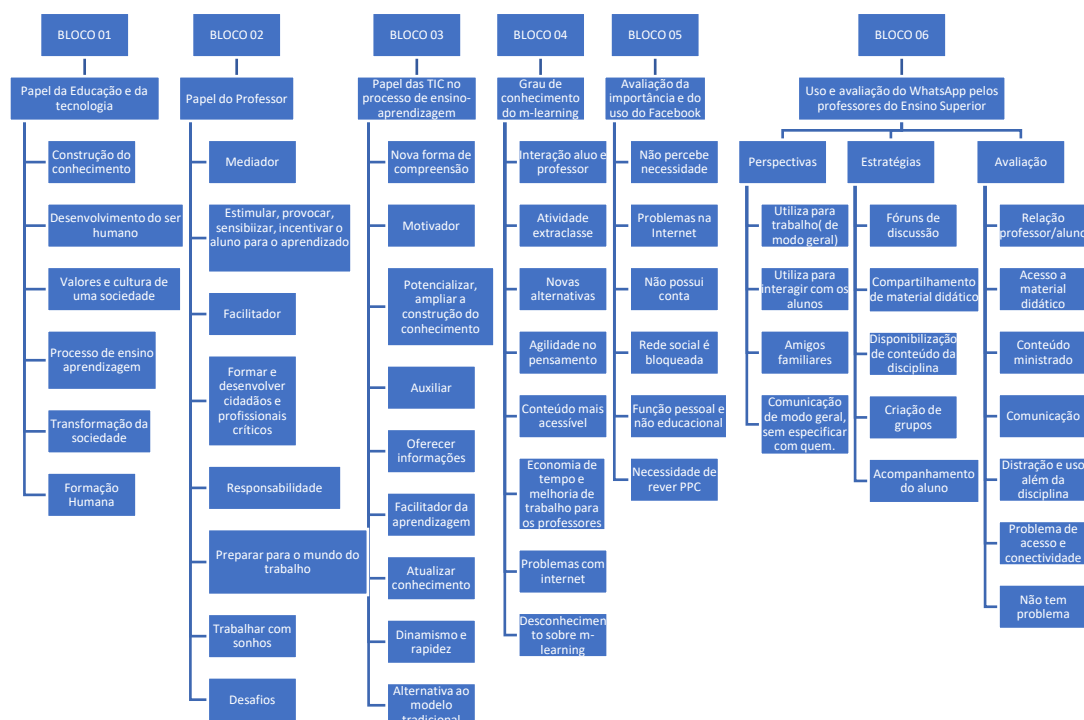 BLOCO 01
Papel da Educação e da
tecnologia
Construção do
conhecimento
Desenvolvimento do ser
humano
Valores e cultura de
uma sociedade
Processo de ensino
aprendizagem
Transformação da
sociedade
Formação
Humana
BLOCO 02
Papel do Professor
Mediador
Estimular, provocar,
sensibiizar, incentivar o
aluno para o aprendizado
Facilitador
Formar e
desenvolver
cidadãos e
profissionais
críticos
Responsabilidade
Preparar para o mundo do
trabalho
Trabalhar com
sonhos
Desafios
BLOCO 03
Papel das TIC no
processo de ensino-
aprendizagem
Nova forma de
compreensão
Motivador
Potencializar,
ampliar a
construção do
conhecimento
Auxiliar
Oferecer
informações
Facilitador da
aprendizagem
Atualizar
conhecimento
Dinamismo e
rapidez
Alternativa ao
modelo
tradicional
BLOCO 04
Grau de
conhecimento
do m-learning
Interação aluo e
professor
Atividade
extraclasse
Novas
alternativas
Agilidade no
pensamento
Conteúdo mais
acessível
Economia de
tempo e
melhoria de
trabalho para
os professores
Problemas com
internet
Desconhecimen
to sobre m-
learning
BLOCO 05
Avaliação da
importância e do
uso do Facebook
Não percebe
necessidade
Problemas na
Internet
Não possui
conta
Rede social é
bloqueada
Função pessoal e
não educacional
Necessidade de
rever PPC
BLOCO 06
Uso e avaliação do WhatsApp pelos
professores do Ensino Superior
Perspectivas
Utiliza para
trabalho( de
modo geral)
Utiliza para
interagir com os
alunos
Amigos
familiares
Comunicação
de modo geral,
sem especificar
com quem.
Estratégias
Fóruns de
discussão
Compartilhamento
de material didático
Disponibilização
de conteúdo da
disciplina
Criação de
grupos
Acompanhamento
do aluno
Avaliação
Relação
professor/aluno
Acesso a
material
didático
Conteúdo
ministrado
Comunicação
Distração e uso
além da
disciplina
Problema de
acesso e
conectividade
Não tem
problema